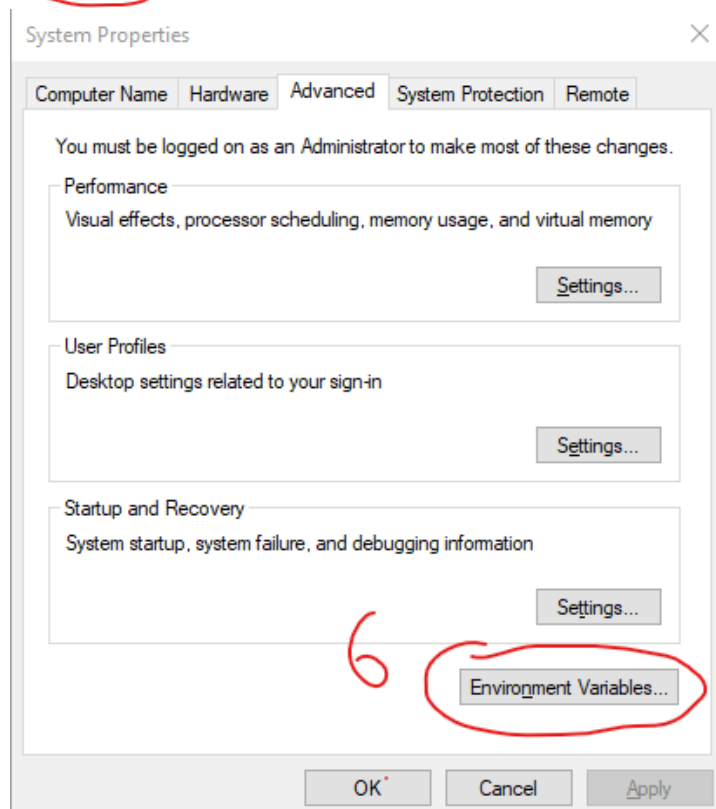 System Properties
Computer Name Hardware Advanced System Protection Remote
You must be logged on as an Administrator to make most of these changes.
Performance
Visual effects, processor scheduling, memory usage, and virtual memory
Settings...
User Profiles
Desktop settings related to your sign-in
Settings...
Startup and Recovery
System startup, system failure, and debugging information
Settings...
6
Environment Variables...
OK Cancel Apply